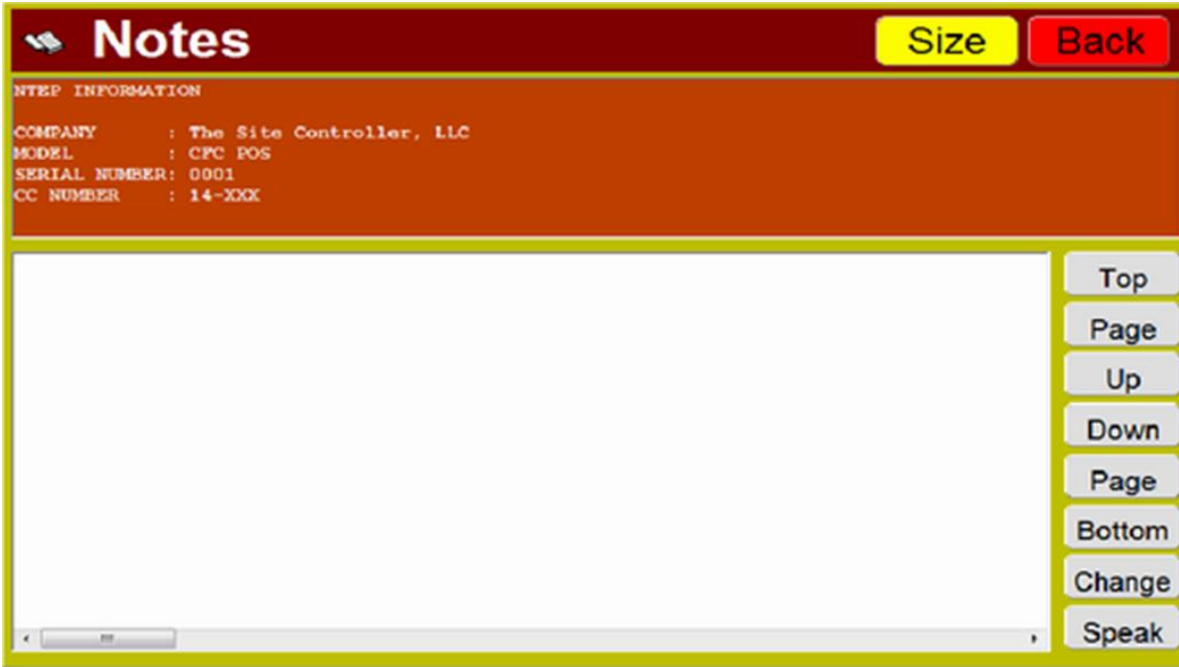 Notes
Size
Back
NTEP INFORMATION
COMPANY : The Site Controller, LLC
MODEL : CFC POS
SERIAL NUMBER: 0001
CC NUMBER : 14-XXX
Top
Page
Up
Down
Page
Bottom
Change
Speak